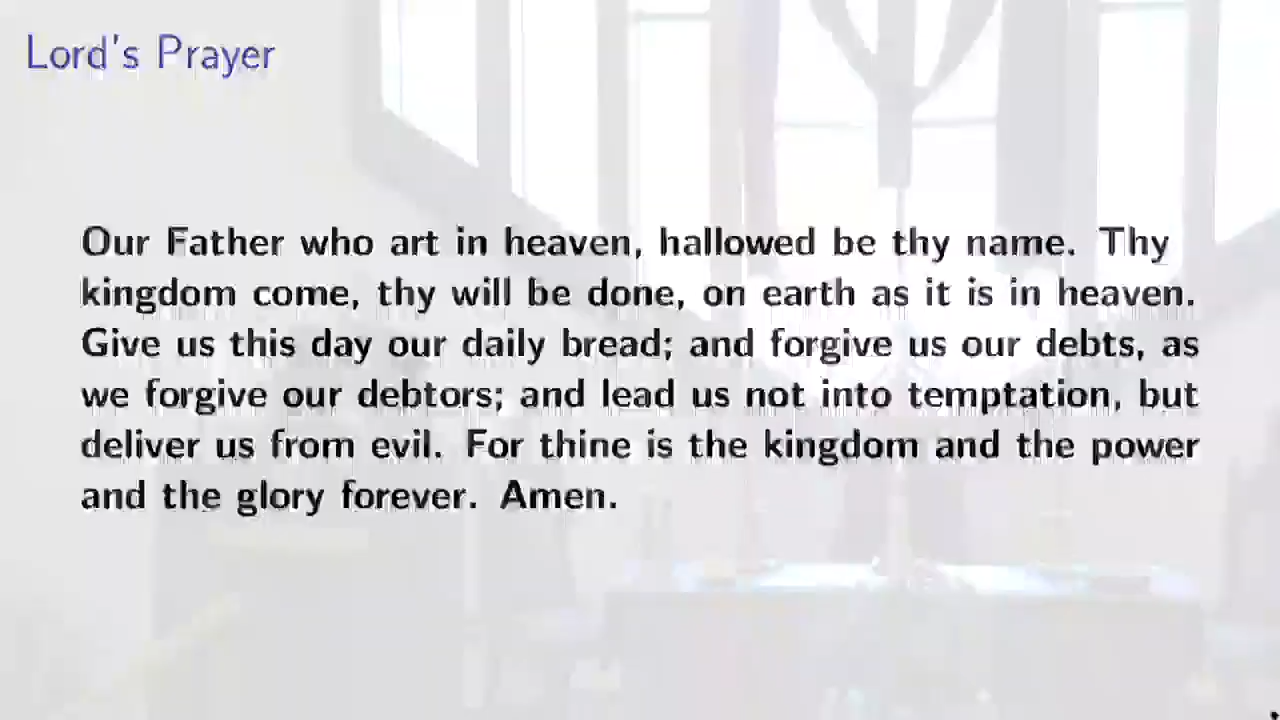 Lord's Prayer
Our Father who art in heaven, hallowed be thy name. Thy
kingdom come, thy will be done, on earth as it is in heaven.
Give us this day our daily bread; and forgive us our debts, as
we forgive our debtors; and lead us not into temptation, but
deliver us from evil. For thine is the kingdom and the power
and the glory forever. Amen.